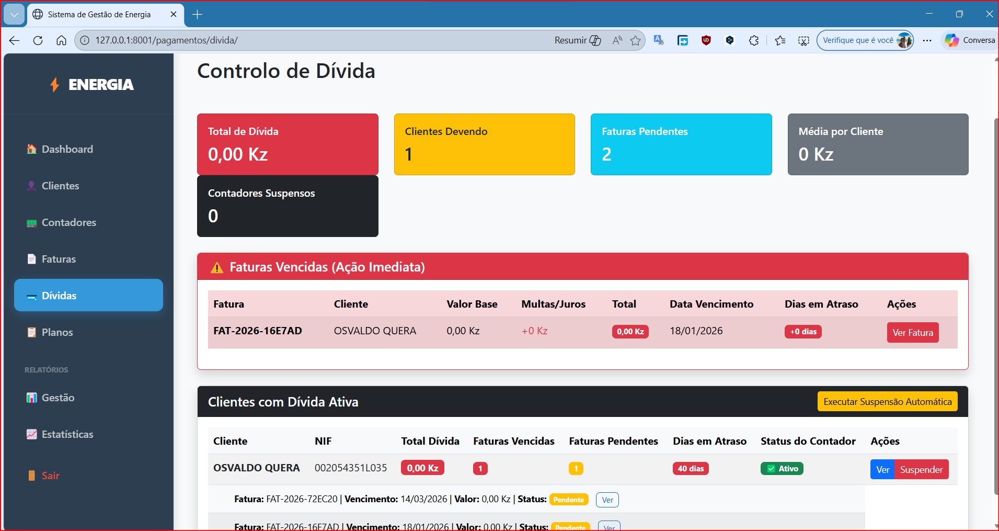 Sistema de Gestão de Energia
127.0.0.1:8001/pagamentos/divida/
Resumir
Verifique que é você
Conversa
ENERGIA
Dashboard
Clientes
Contadores
Faturas
Dívidas
Planos
RELATÓRIOS
Gestão
Estatísticas
Sair
Controlo de Dívida
Total de Dívida
0,00 Kz
Clientes Devendo
1
Faturas Pendentes
2
Média por Cliente
0 Kz
Contadores Suspensos
0
Faturas Vencidas (Ação Imediata)
Fatura Cliente Valor Base Multas/Juros Total Data Vencimento Dias em Atraso Ações
FAT-2026-16E7AD OSVALDO QUERA 0,00 Kz +0 Kz 0,00 Kz 18/01/2026 +0 dias Ver Fatura
Clientes com Dívida Ativa Executar Suspensão Automática
Cliente NIF Total Dívida Faturas Vencidas Faturas Pendentes Dias em Atraso Status do Contador Ações
OSVALDO QUERA 002054351L035 0,00 Kz 1 1 40 dias Ativo Ver Suspender
Fatura: FAT-2026-72EC20 | Vencimento: 14/03/2026 | Valor: 0,00 Kz | Status: Pendente Ver
Fatura: FAT-2026-16E7AD | Vencimento: 18/01/2026 | Valor: 0,00 Kz | Status: Pendente Ver